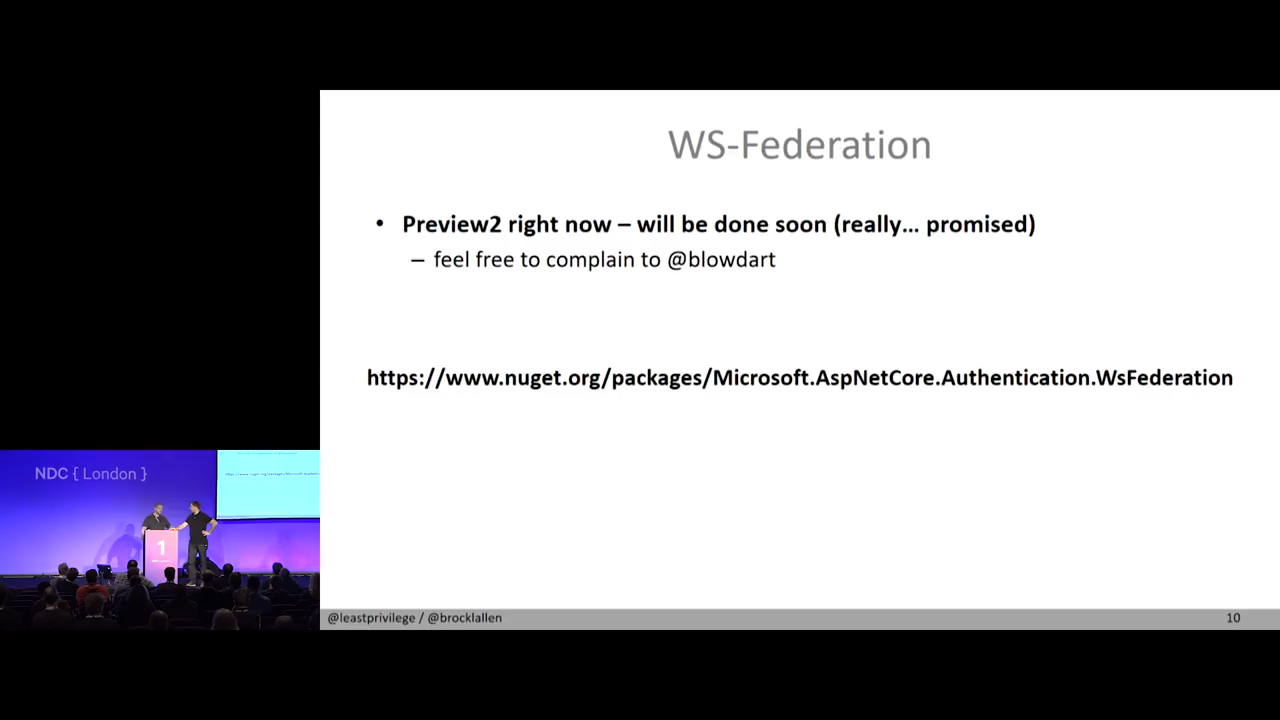 WS-Federation
• Preview2 right now – will be done soon (really… promised)
– feel free to complain to @blowdart
https://www.nuget.org/packages/Microsoft.AspNetCore.Authentication.WsFederation
NDC { London }
1
@leastprivilege / @brocklallen
10